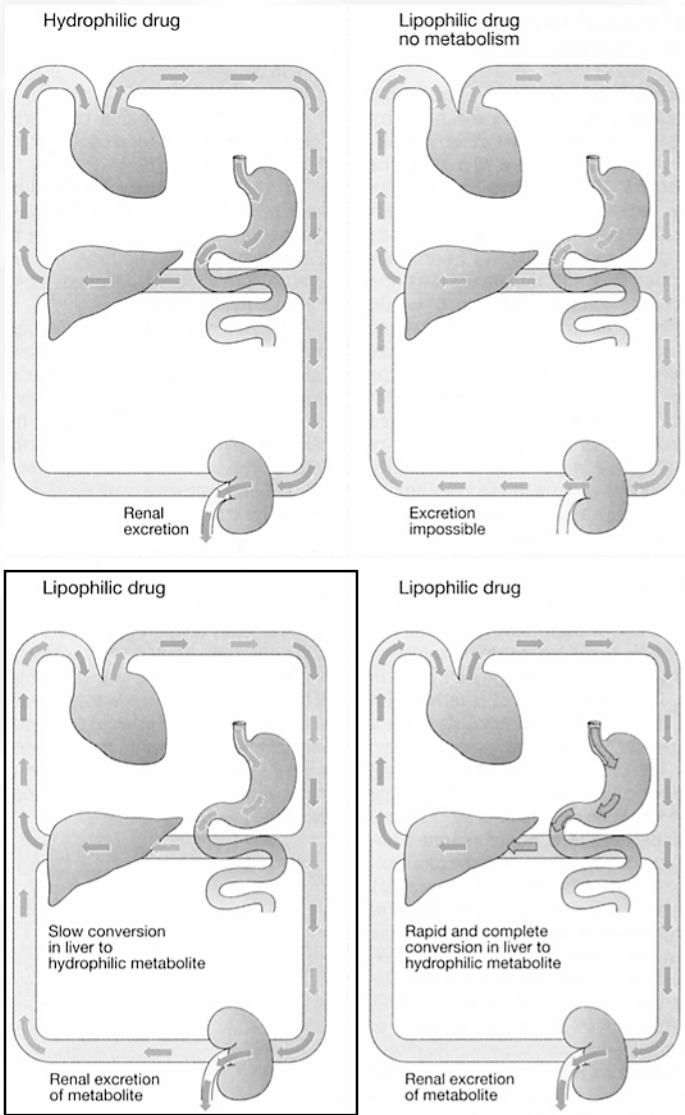 Hydrophilic drug
Lipophilic drug
no metabolism
Renal
excretion
Excretion
impossible
Lipophilic drug
Slow conversion
in liver to
hydrophilic metabolite
Renal excretion
of metabolite
Lipophilic drug
Rapid and complete
conversion in liver to
hydrophilic metabolite
Renal excretion
of metabolite